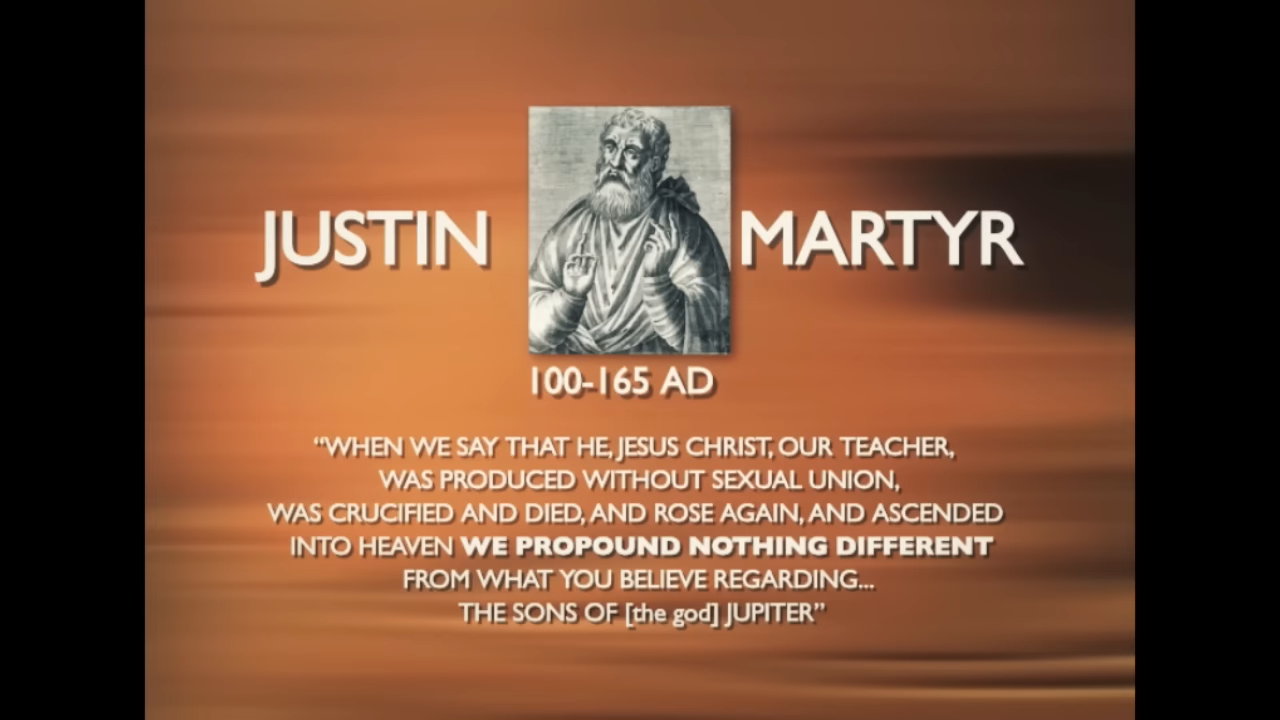 JUSTIN MARTYR
100-165 AD
“WHEN WE SAY THAT HE, JESUS CHRIST, OUR TEACHER,
WAS PRODUCED WITHOUT SEXUAL UNION,
WAS CRUCIFIED AND DIED, AND ROSE AGAIN, AND ASCENDED
INTO HEAVEN WE PROPOUND NOTHING DIFFERENT
FROM WHAT YOU BELIEVE REGARDING...
THE SONS OF [the god] JUPITER”